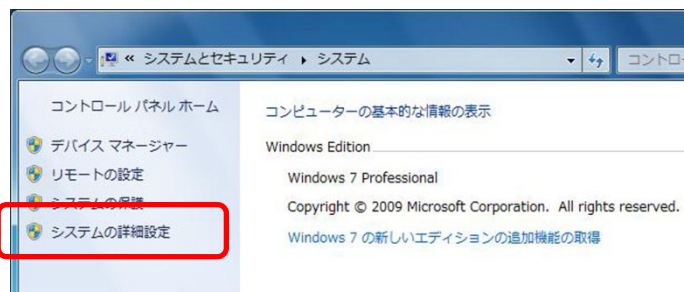 « システムとセキュリティ ▸ システム
コントロ
コントロール パネル ホーム
デバイス マネージャー
リモートの設定
システムの保護
システムの詳細設定
コンピューターの基本的な情報の表示
Windows Edition
Windows 7 Professional
Copyright © 2009 Microsoft Corporation. All rights reserved.
Windows 7 の新しいエディションの追加機能の取得